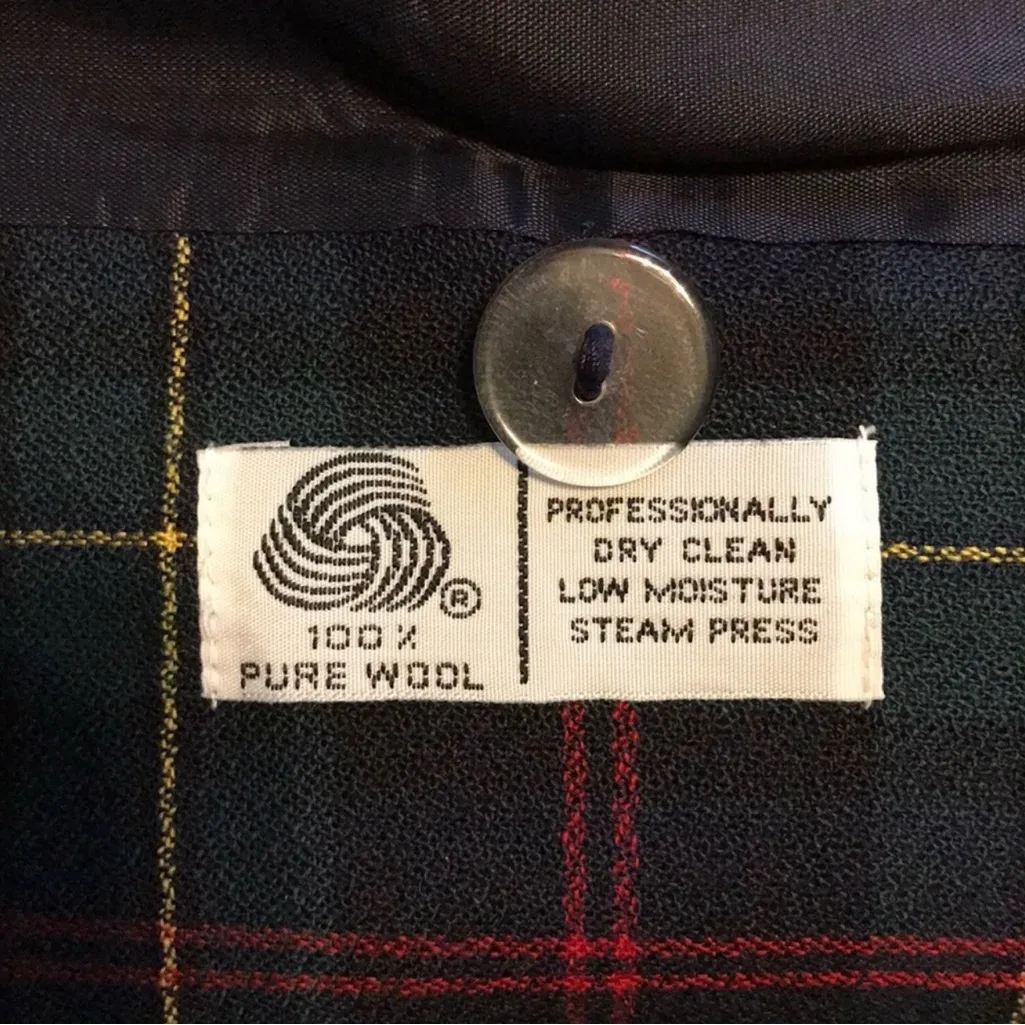 ®
100%
PURE WOOL
PROFESSIONALLY
DRY CLEAN
LOW MOISTURE
STEAM PRESS